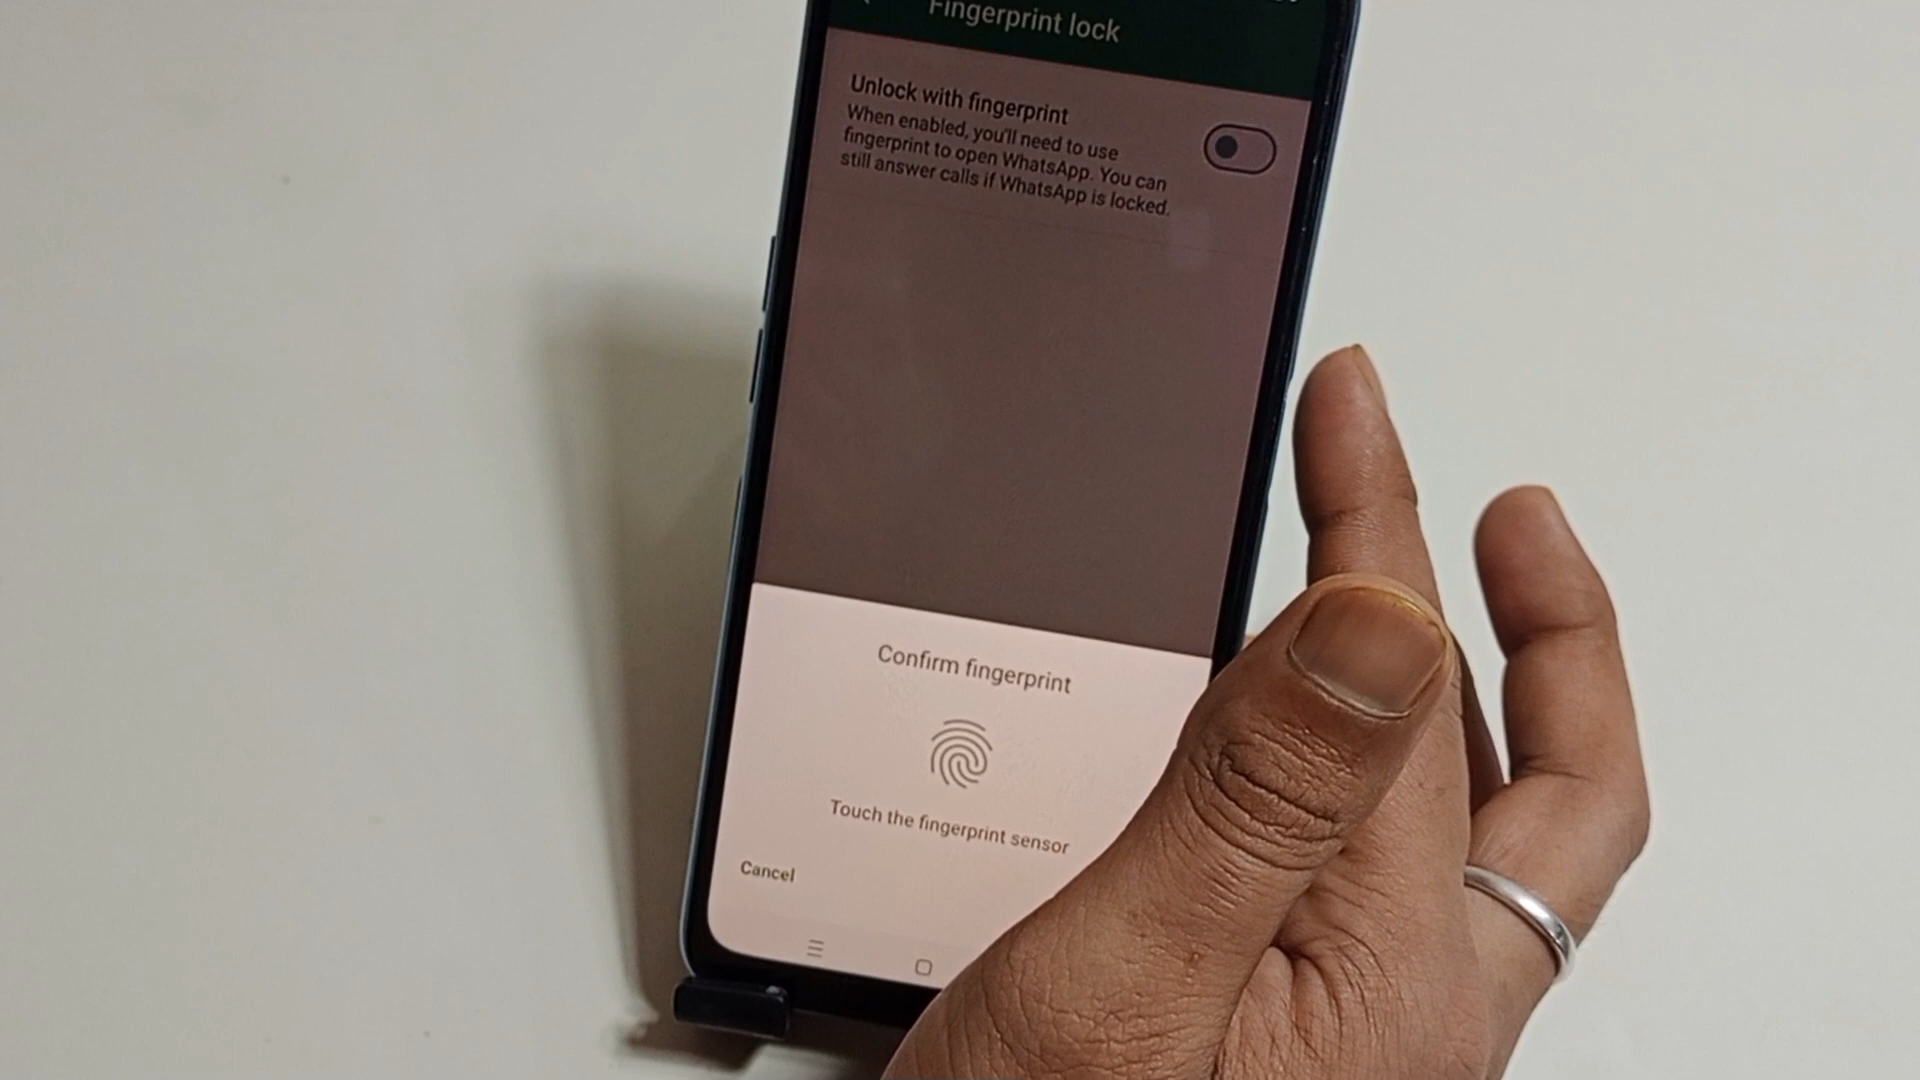 Fingerprint lock
Unlock with fingerprint
When enabled, you'll need to use
fingerprint to open WhatsApp. You can
still answer calls if WhatsApp is locked.
Confirm fingerprint
Touch the fingerprint sensor
Cancel